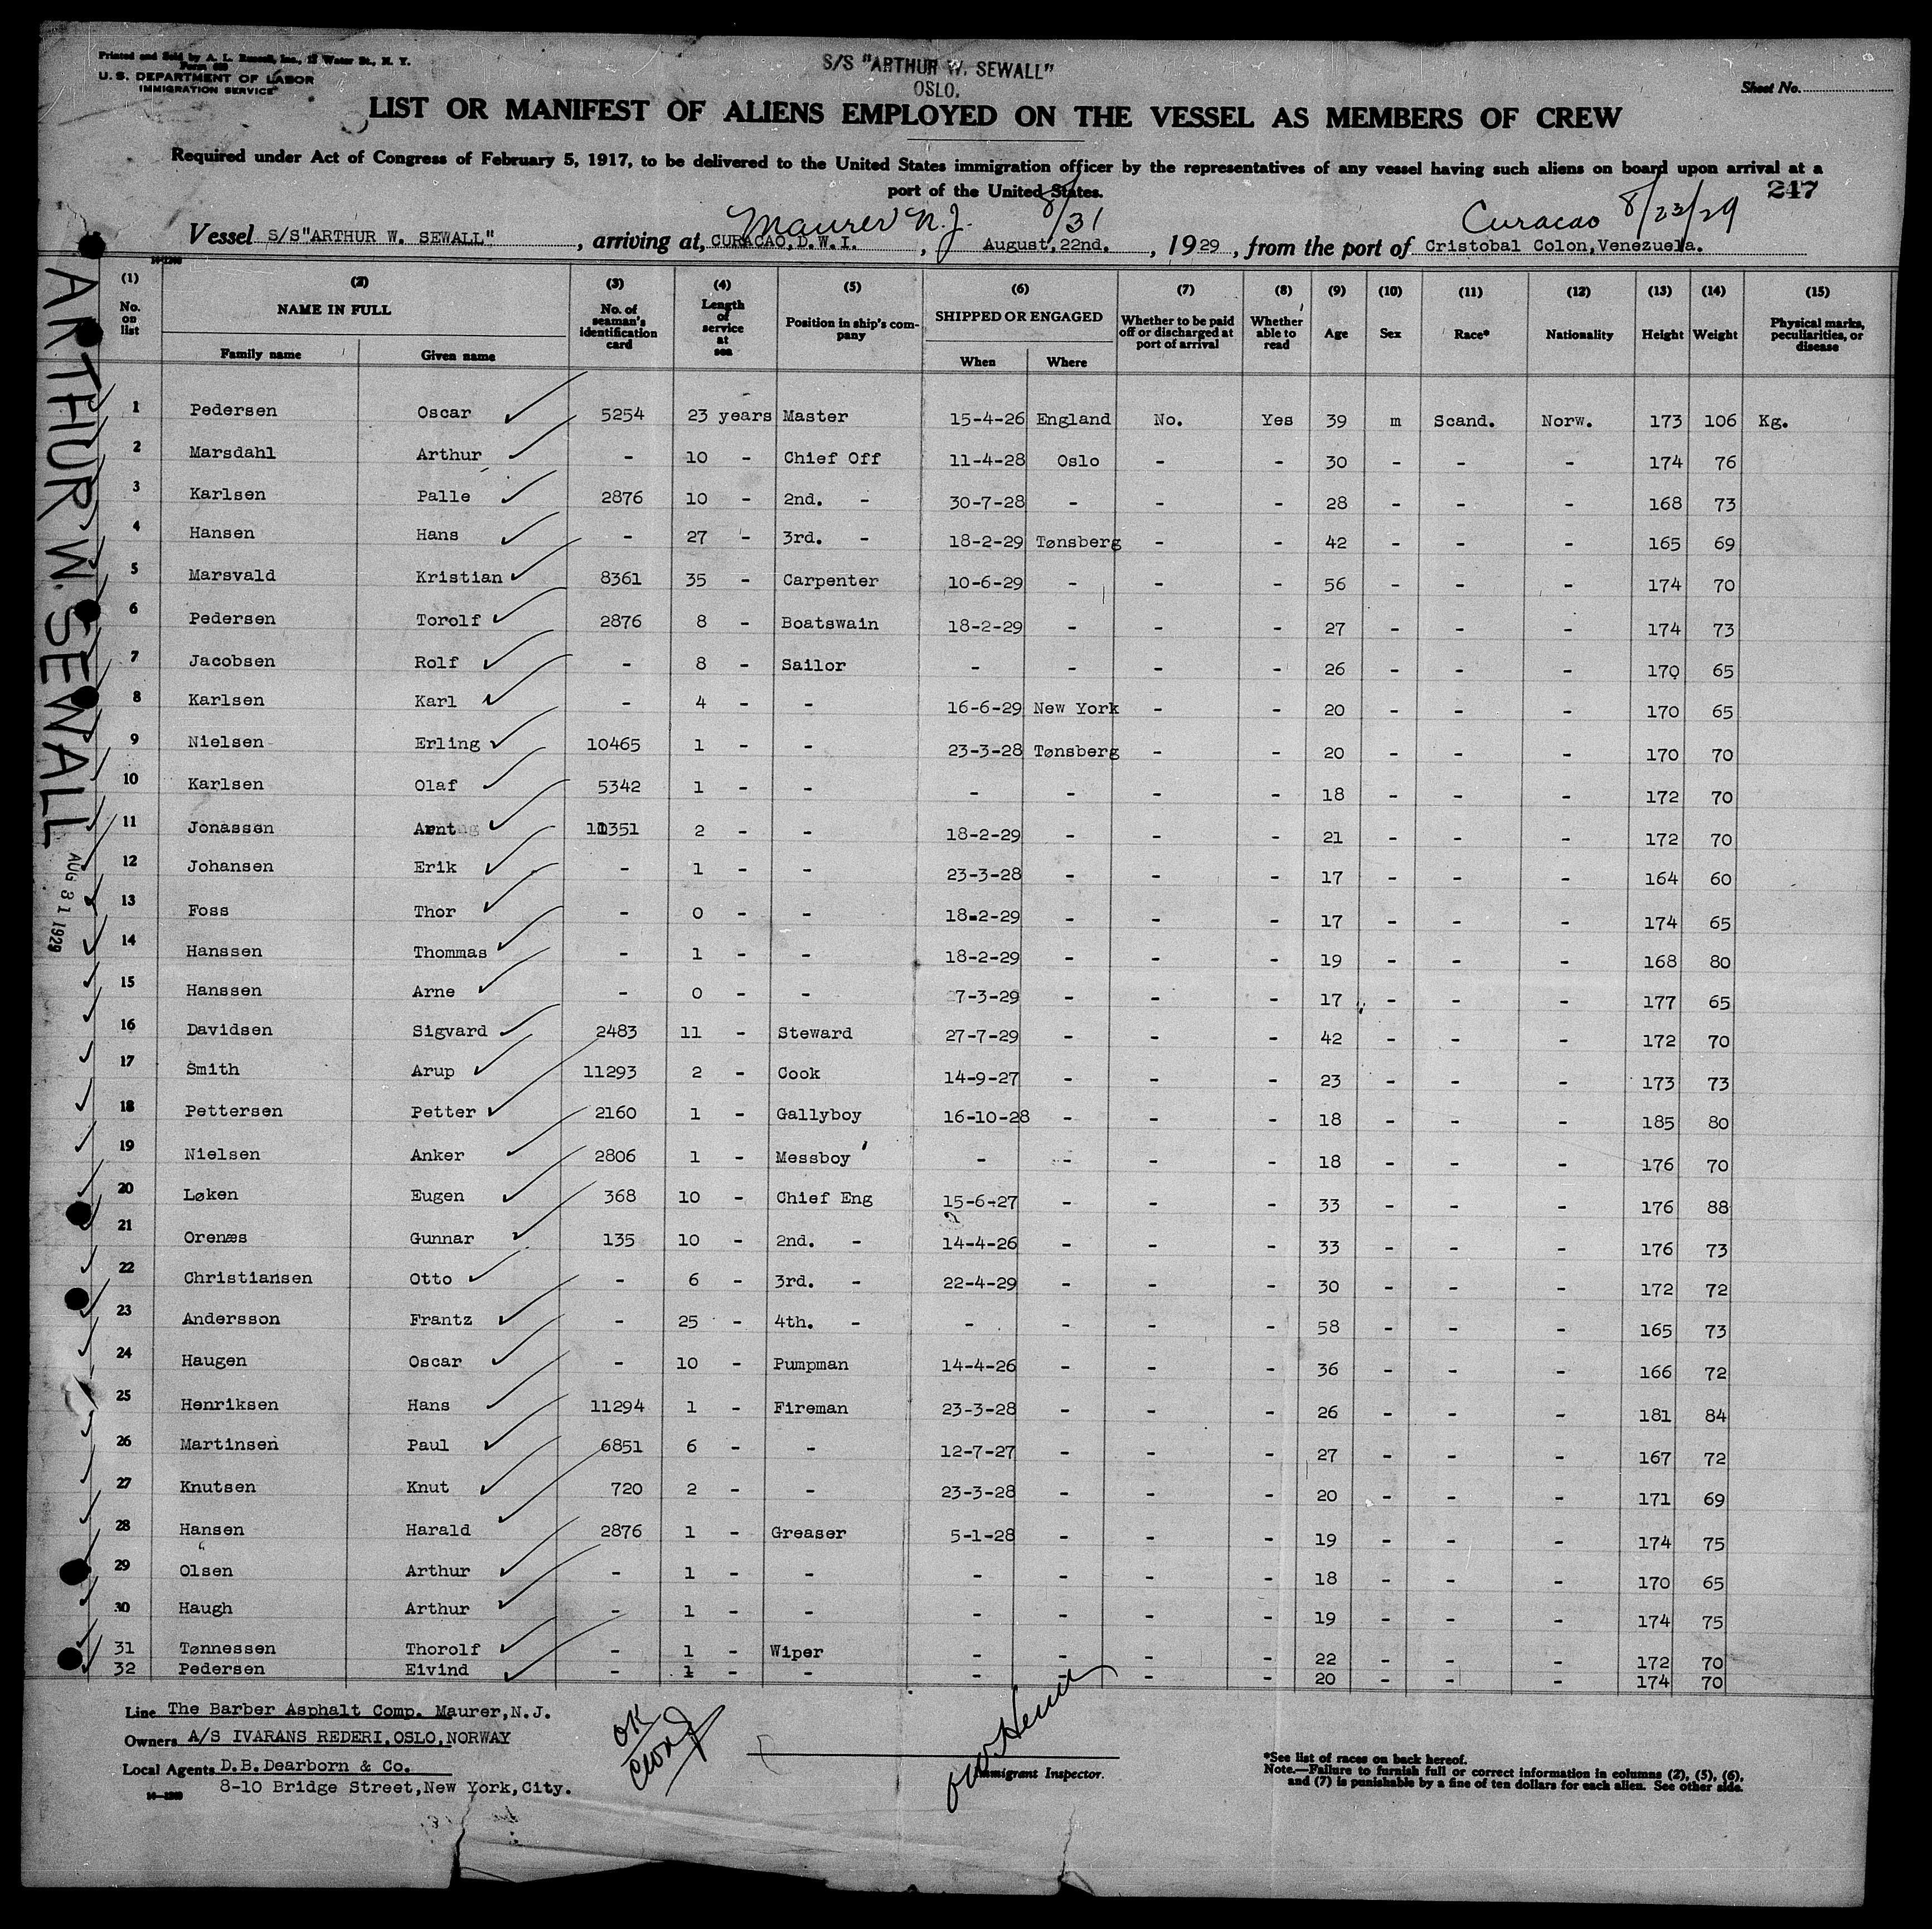 Printed and Sold by A. L. Russell, Inc., 12 Water St., N. Y.
Form 689
U. S. DEPARTMENT OF LABOR
IMMIGRATION SERVICE
S/S "ARTHUR W. SEWALL"
OSLO.
Sheet No.
LIST OR MANIFEST OF ALIENS EMPLOYED ON THE VESSEL AS MEMBERS OF CREW
Required under Act of Congress of February 5, 1917, to be delivered to the United States immigration officer by the representatives of any vessel having such aliens on board upon arrival at a
port of the United States.
247
Maurer N.J. 8/31 Curacao 8/23/29
Vessel S/S"ARTHUR W. SEWALL", arriving at, CURACAO,D.W.I., August,22nd., 1929, from the port of Cristobal Colon,Venezuela.
ARTHUR W. SEWALL
AUG 31 1929
(1) (2) (3) (4) (5) (6) (7) (8) (9) (10) (11) (12) (13) (14) (15)
No. on list NAME IN FULL Family name Given name No. of seaman's identification card Length of service at sea Position in ship's company SHIPPED OR ENGAGED When Where Whether to be paid off or discharged at port of arrival Whether able to read Age Sex Race* Nationality Height Weight Physical marks, peculiarities, or disease
1 Pedersen Oscar 5254 23 years Master 15-4-26 England No. Yes 39 m Scand. Norw. 173 106 Kg.
2 Marsdahl Arthur - 10 - Chief Off 11-4-28 Oslo - - 30 - - - 174 76
3 Karlsen Palle 2876 10 - 2nd. - 30-7-28 - - - 28 - - - 168 73
4 Hansen Hans - 27 - 3rd. - 18-2-29 Tønsberg - - 42 - - - 165 69
5 Marsvald Kristian 8361 35 - Carpenter 10-6-29 - - - 56 - - - 174 70
6 Pedersen Torolf 2876 8 - Boatswain 18-2-29 - - - 27 - - - 174 73
7 Jacobsen Rolf - 8 - Sailor - - - - 26 - - - 170 65
8 Karlsen Karl - 4 - - 16-6-29 New York - - 20 - - - 170 65
9 Nielsen Erling 10465 1 - - 23-3-28 Tønsberg - - 20 - - - 170 70
10 Karlsen Olaf 5342 1 - - - - - - 18 - - - 172 70
11 Jonassen Arnt 2 - - 18-2-29 - - - 21 - - - 172 70
12 Johansen Erik - 1 - - 23-3-28 - - - 17 - - - 164 60
13 Foss Thor - 0 - - 18-2-29 - - - 17 - - - 174 65
14 Hanssen Thommas - 1 - - 18-2-29 - - - 19 - - - 168 80
15 Hanssen Arne - 0 - - 7-3-29 - - - 17 - - - 177 65
16 Davidsen Sigvard 2483 11 - Steward 27-7-29 - - - 42 - - - 172 70
17 Smith Arup 11293 2 - Cook 14-9-27 - - - 23 - - - 173 73
18 Pettersen Petter 2160 1 - Gallyboy 16-10-28 - - - 18 - - - 185 80
19 Nielsen Anker 2806 1 - Messboy - - - - 18 - - - 176 70
20 Løken Eugen 368 10 - Chief Eng 15-6-27 - - - 33 - - - 176 88
21 Orenæs Gunnar 135 10 - 2nd. - 14-4-26 - - - 33 - - - 176 73
22 Christiansen Otto - 6 - 3rd. - 22-4-29 - - - 30 - - - 172 72
23 Andersson Frantz - 25 - 4th. - - - - - 58 - - - 165 73
24 Haugen Oscar - 10 - Pumpman 14-4-26 - - - 36 - - - 166 72
25 Henriksen Hans 11294 1 - Fireman 23-3-28 - - - 26 - - - 181 84
26 Martinsen Paul 6851 6 - - 12-7-27 - - - 27 - - - 167 72
27 Knutsen Knut 720 2 - - 23-3-28 - - - 20 - - - 171 69
28 Hansen Harald 2876 1 - Greaser 5-1-28 - - - 19 - - - 174 75
29 Olsen Arthur - 1 - - - - - - 18 - - - 170 65
30 Haugh Arthur - 1 - - - - - - 19 - - - 174 75
31 Tønnessen Thorolf - 1 - Wiper - - - - 22 - - - 172 70
32 Pedersen Eivind - 1 - - - - - - 20 - - - 174 70
Line The Barber Asphalt Comp. Maurer,N.J.
Owners A/S IVARANS REDERI,OSLO,NORWAY
Local Agents D.B.Dearborn & Co.
8-10 Bridge Street,New York,City.
OK
Immigrant Inspector.
*See list of races on back hereof.
Note.—Failure to furnish full or correct information in columns (2), (5), (6),
and (7) is punishable by a fine of ten dollars for each alien. See other side.